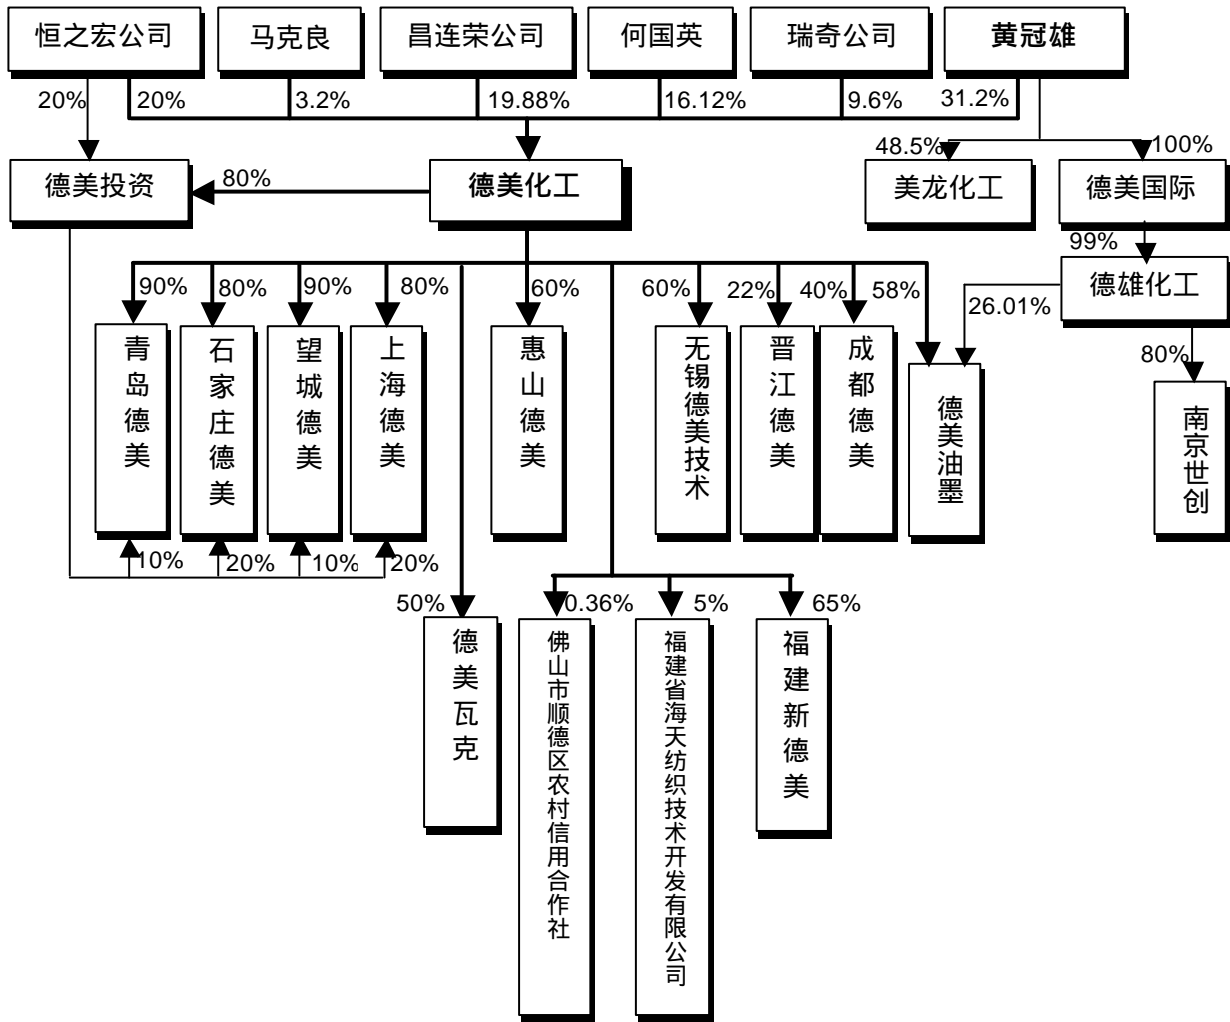 恒之宏公司
马克良
昌连荣公司
何国英
瑞奇公司
黄冠雄
20%
20%
3.2%
19.88%
16.12%
9.6%
31.2%
48.5%
100%
德美投资
80%
德美化工
美龙化工
德美国际
99%
德雄化工
90%
80%
90%
80%
60%
60%
22%
40%
58%
26.01%
80%
青岛德美
石家庄德美
望城德美
上海德美
惠山德美
无锡德美技术
晋江德美
成都德美
德美油墨
南京世创
10%
20%
10%
20%
50%
0.36%
5%
65%
德美瓦克
佛山市顺德区农村信用合作社
福建省海天纺织技术开发有限公司
福建新德美